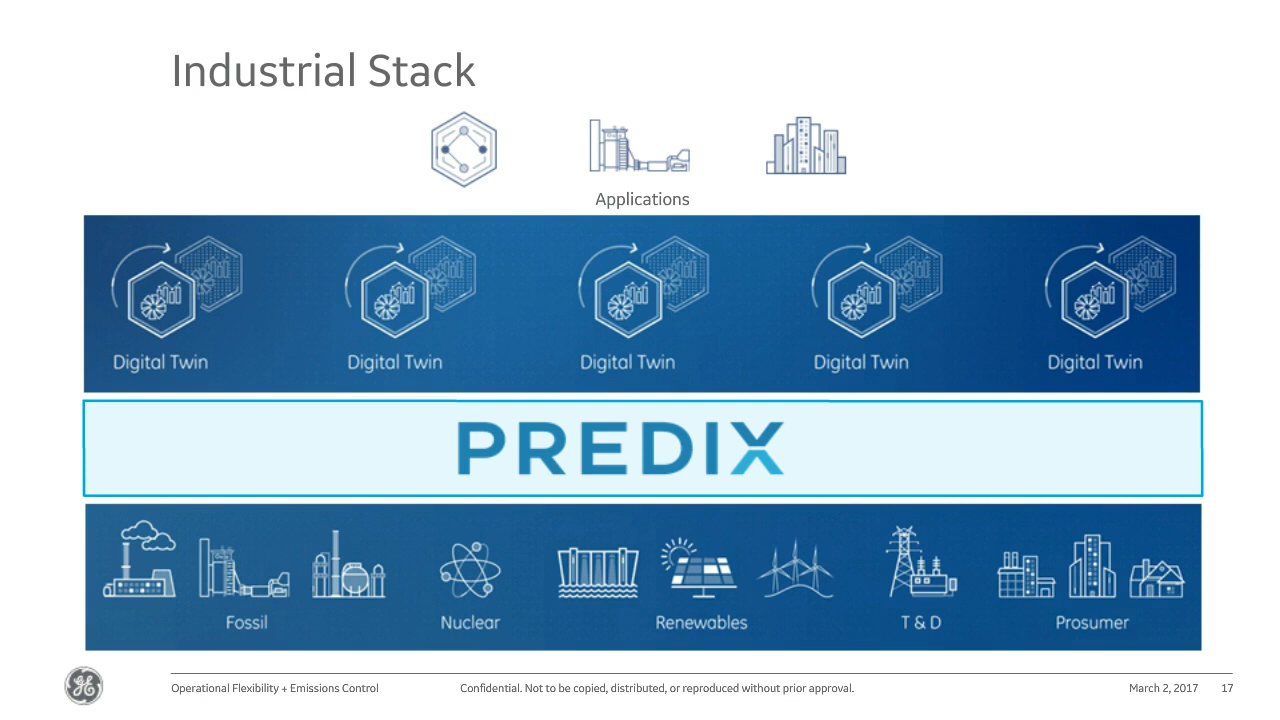 Industrial Stack
Applications
Digital Twin
Digital Twin
Digital Twin
Digital Twin
Digital Twin
PREDIX
Fossil
Nuclear
Renewables
T & D
Prosumer
Operational Flexibility + Emissions Control
Confidential. Not to be copied, distributed, or reproduced without prior approval.
March 2, 2017
17